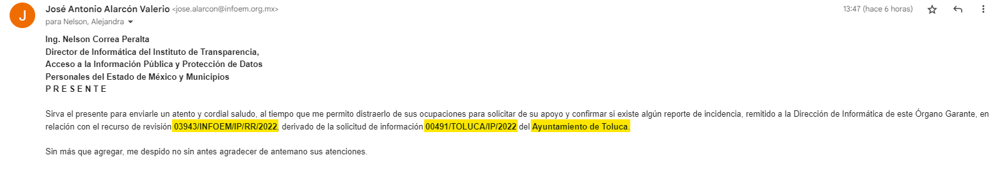 J
José Antonio Alarcón Valerio <jose.alarcon@infoem.org.mx>
13:47 (hace 6 horas)
para Nelson, Alejandra
Ing. Nelson Correa Peralta
Director de Informática del Instituto de Transparencia,
Acceso a la Información Pública y Protección de Datos
Personales del Estado de México y Municipios
P R E S E N T E
Sirva el presente para enviarle un atento y cordial saludo, al tiempo que me permito distraerlo de sus ocupaciones para solicitar de su apoyo y confirmar si existe algún reporte de incidencia, remitido a la Dirección de Informática de este Órgano Garante, en
relación con el recurso de revisión 03943/INFOEM/IP/RR/2022, derivado de la solicitud de información 00491/TOLUCA/IP/2022 del Ayuntamiento de Toluca.
Sin más que agregar, me despido no sin antes agradecer de antemano sus atenciones.